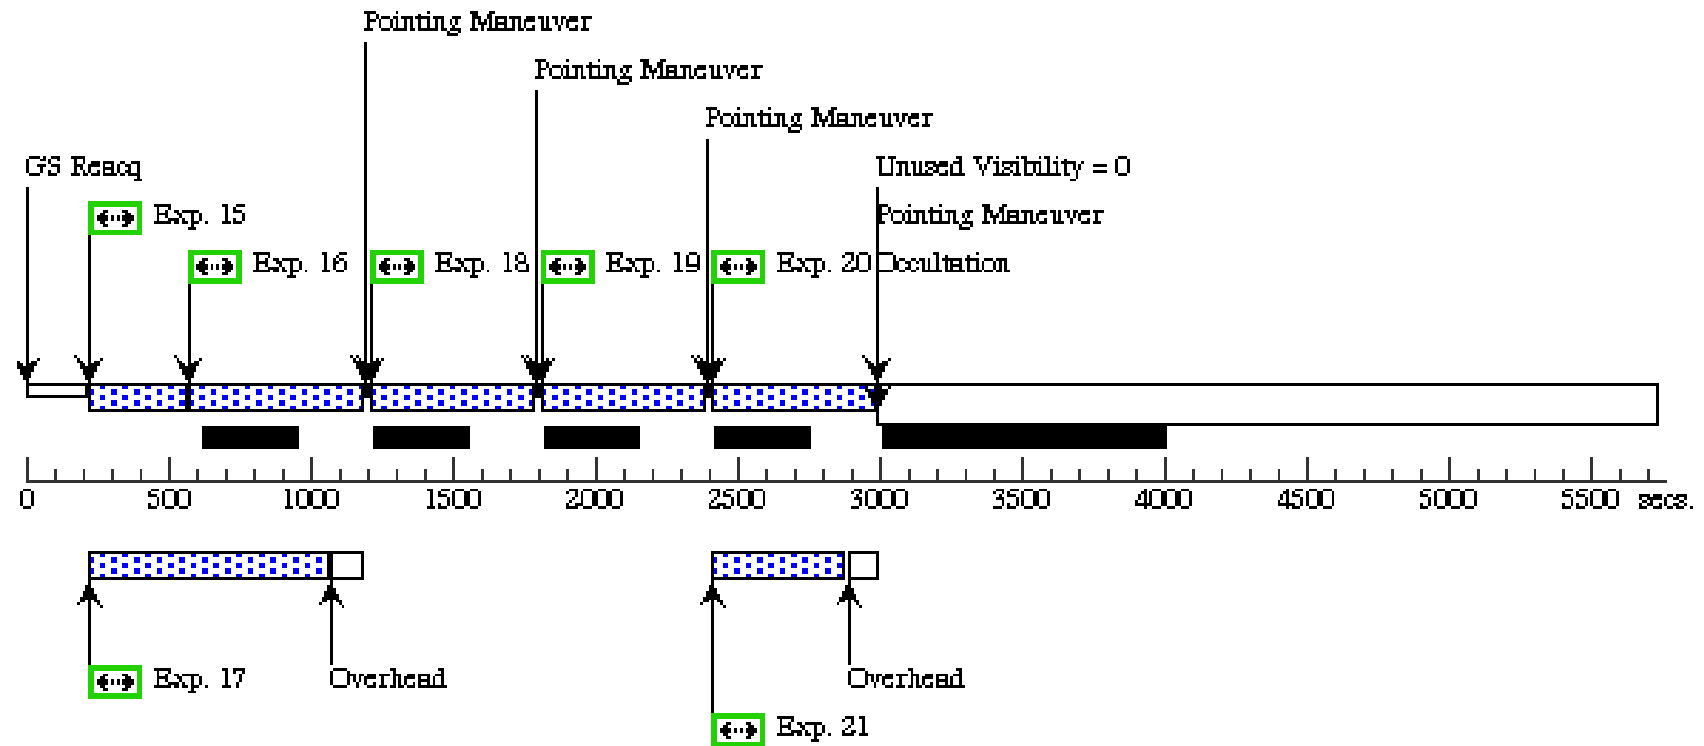 Pointing Maneuver
Pointing Maneuver
Pointing Maneuver
GS Reacq
Unused Visibility = 0
Exp. 15
Pointing Maneuver
Exp. 16
Exp. 18
Exp. 19
Exp. 20
Occultation
0 500 1000 1500 2000 2500 3000 3500 4000 4500 5000 5500 secs.
Exp. 17
Overhead
Overhead
Exp. 21